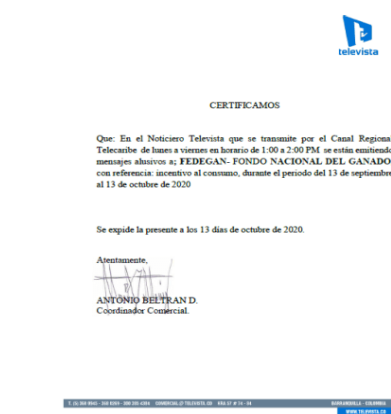 televista
CERTIFICAMOS
Que: En el Noticiero Televista que se transmite por el Canal Regional
Telecaribe de lunes a viernes en horario de 1:00 a 2:00 PM se están emitiendo
mensajes alusivos a; FEDEGAN- FONDO NACIONAL DEL GANADO
con referencia: incentivo al consumo, durante el periodo del 13 de septiembre
al 13 de octubre de 2020
Se expide la presente a los 13 días de octubre de 2020.
Atentamente,
ANTONIO BELTRAN D.
Coordinador Comercial.
BARRANQUILLA - COLOMBIA
WWW.TELEVISTA.CO